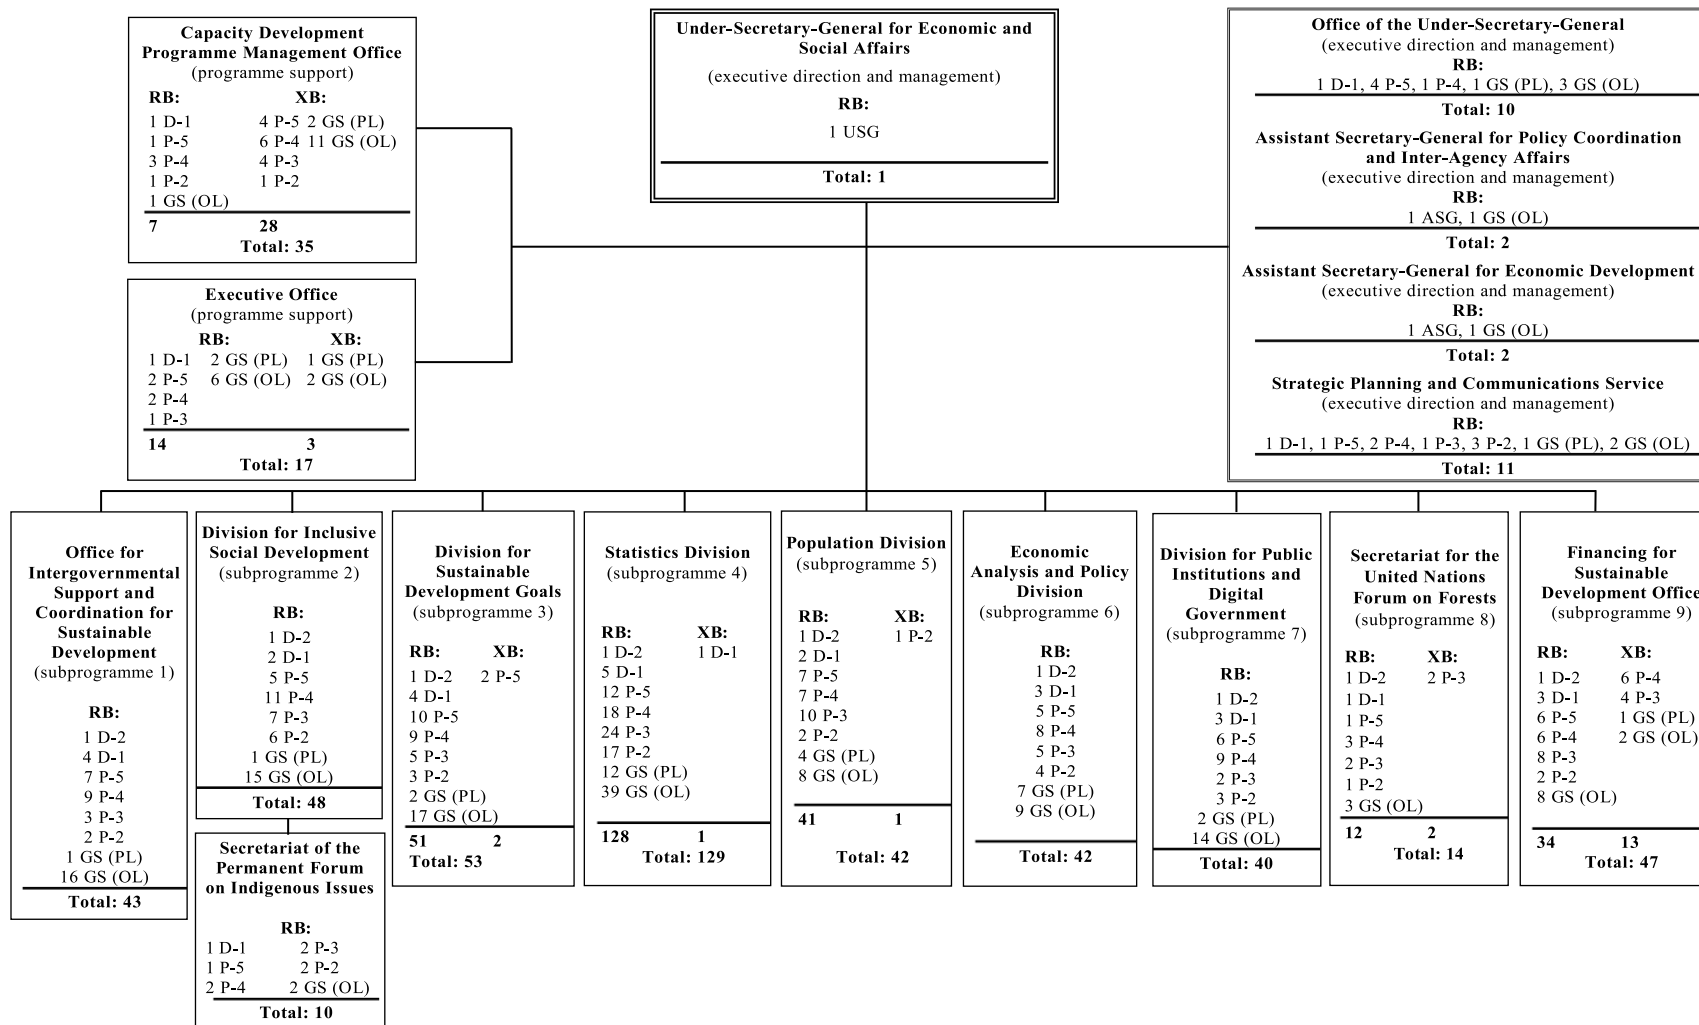 Capacity Development
Programme Management Office
(programme support)
RB: XB:
1 D-1 4 P-5 2 GS (PL)
1 P-5 6 P-4 11 GS (OL)
3 P-4 4 P-3
1 P-2 1 P-2
1 GS (OL)
7 28
Total: 35
Executive Office
(programme support)
RB: XB:
1 D-1 2 GS (PL) 1 GS (PL)
2 P-5 6 GS (OL) 2 GS (OL)
2 P-4
1 P-3
14 3
Total: 17
Under-Secretary-General for Economic and
Social Affairs
(executive direction and management)
RB:
1 USG
Total: 1
Office of the Under-Secretary-General
(executive direction and management)
RB:
1 D-1, 4 P-5, 1 P-4, 1 GS (PL), 3 GS (OL)
Total: 10
Assistant Secretary-General for Policy Coordination
and Inter-Agency Affairs
(executive direction and management)
RB:
1 ASG, 1 GS (OL)
Total: 2
Assistant Secretary-General for Economic Development
(executive direction and management)
RB:
1 ASG, 1 GS (OL)
Total: 2
Strategic Planning and Communications Service
(executive direction and management)
RB:
1 D-1, 1 P-5, 2 P-4, 1 P-3, 3 P-2, 1 GS (PL), 2 GS (OL)
Total: 11
Office for
Intergovernmental
Support and
Coordination for
Sustainable
Development
(subprogramme 1)
RB:
1 D-2
4 D-1
7 P-5
9 P-4
3 P-3
2 P-2
1 GS (PL)
16 GS (OL)
Total: 43
Division for Inclusive
Social Development
(subprogramme 2)
RB:
1 D-2
2 D-1
5 P-5
11 P-4
7 P-3
6 P-2
1 GS (PL)
15 GS (OL)
Total: 48
Secretariat of the
Permanent Forum
on Indigenous Issues
RB:
1 D-1 2 P-3
1 P-5 2 P-2
2 P-4 2 GS (OL)
Total: 10
Division for
Sustainable
Development Goals
(subprogramme 3)
RB: XB:
1 D-2 2 P-5
4 D-1
10 P-5
9 P-4
5 P-3
3 P-2
2 GS (PL)
17 GS (OL)
51 2
Total: 53
Statistics Division
(subprogramme 4)
RB: XB:
1 D-2 1 D-1
5 D-1
12 P-5
18 P-4
24 P-3
17 P-2
12 GS (PL)
39 GS (OL)
128 1
Total: 129
Population Division
(subprogramme 5)
RB: XB:
1 D-2 1 P-2
2 D-1
7 P-5
7 P-4
10 P-3
2 P-2
4 GS (PL)
8 GS (OL)
41 1
Total: 42
Economic
Analysis and Policy
Division
(subprogramme 6)
RB:
1 D-2
3 D-1
5 P-5
8 P-4
5 P-3
4 P-2
7 GS (PL)
9 GS (OL)
Total: 42
Division for Public
Institutions and
Digital
Government
(subprogramme 7)
RB:
1 D-2
3 D-1
6 P-5
9 P-4
2 P-3
3 P-2
2 GS (PL)
14 GS (OL)
Total: 40
Secretariat for the
United Nations
Forum on Forests
(subprogramme 8)
RB: XB:
1 D-2 2 P-3
1 D-1
1 P-5
3 P-4
2 P-3
1 P-2
3 GS (OL)
12 2
Total: 14
Financing for
Sustainable
Development Office
(subprogramme 9)
RB: XB:
1 D-2 6 P-4
3 D-1 4 P-3
6 P-5 1 GS (PL)
6 P-4 2 GS (OL)
8 P-3
2 P-2
8 GS (OL)
34 13
Total: 47